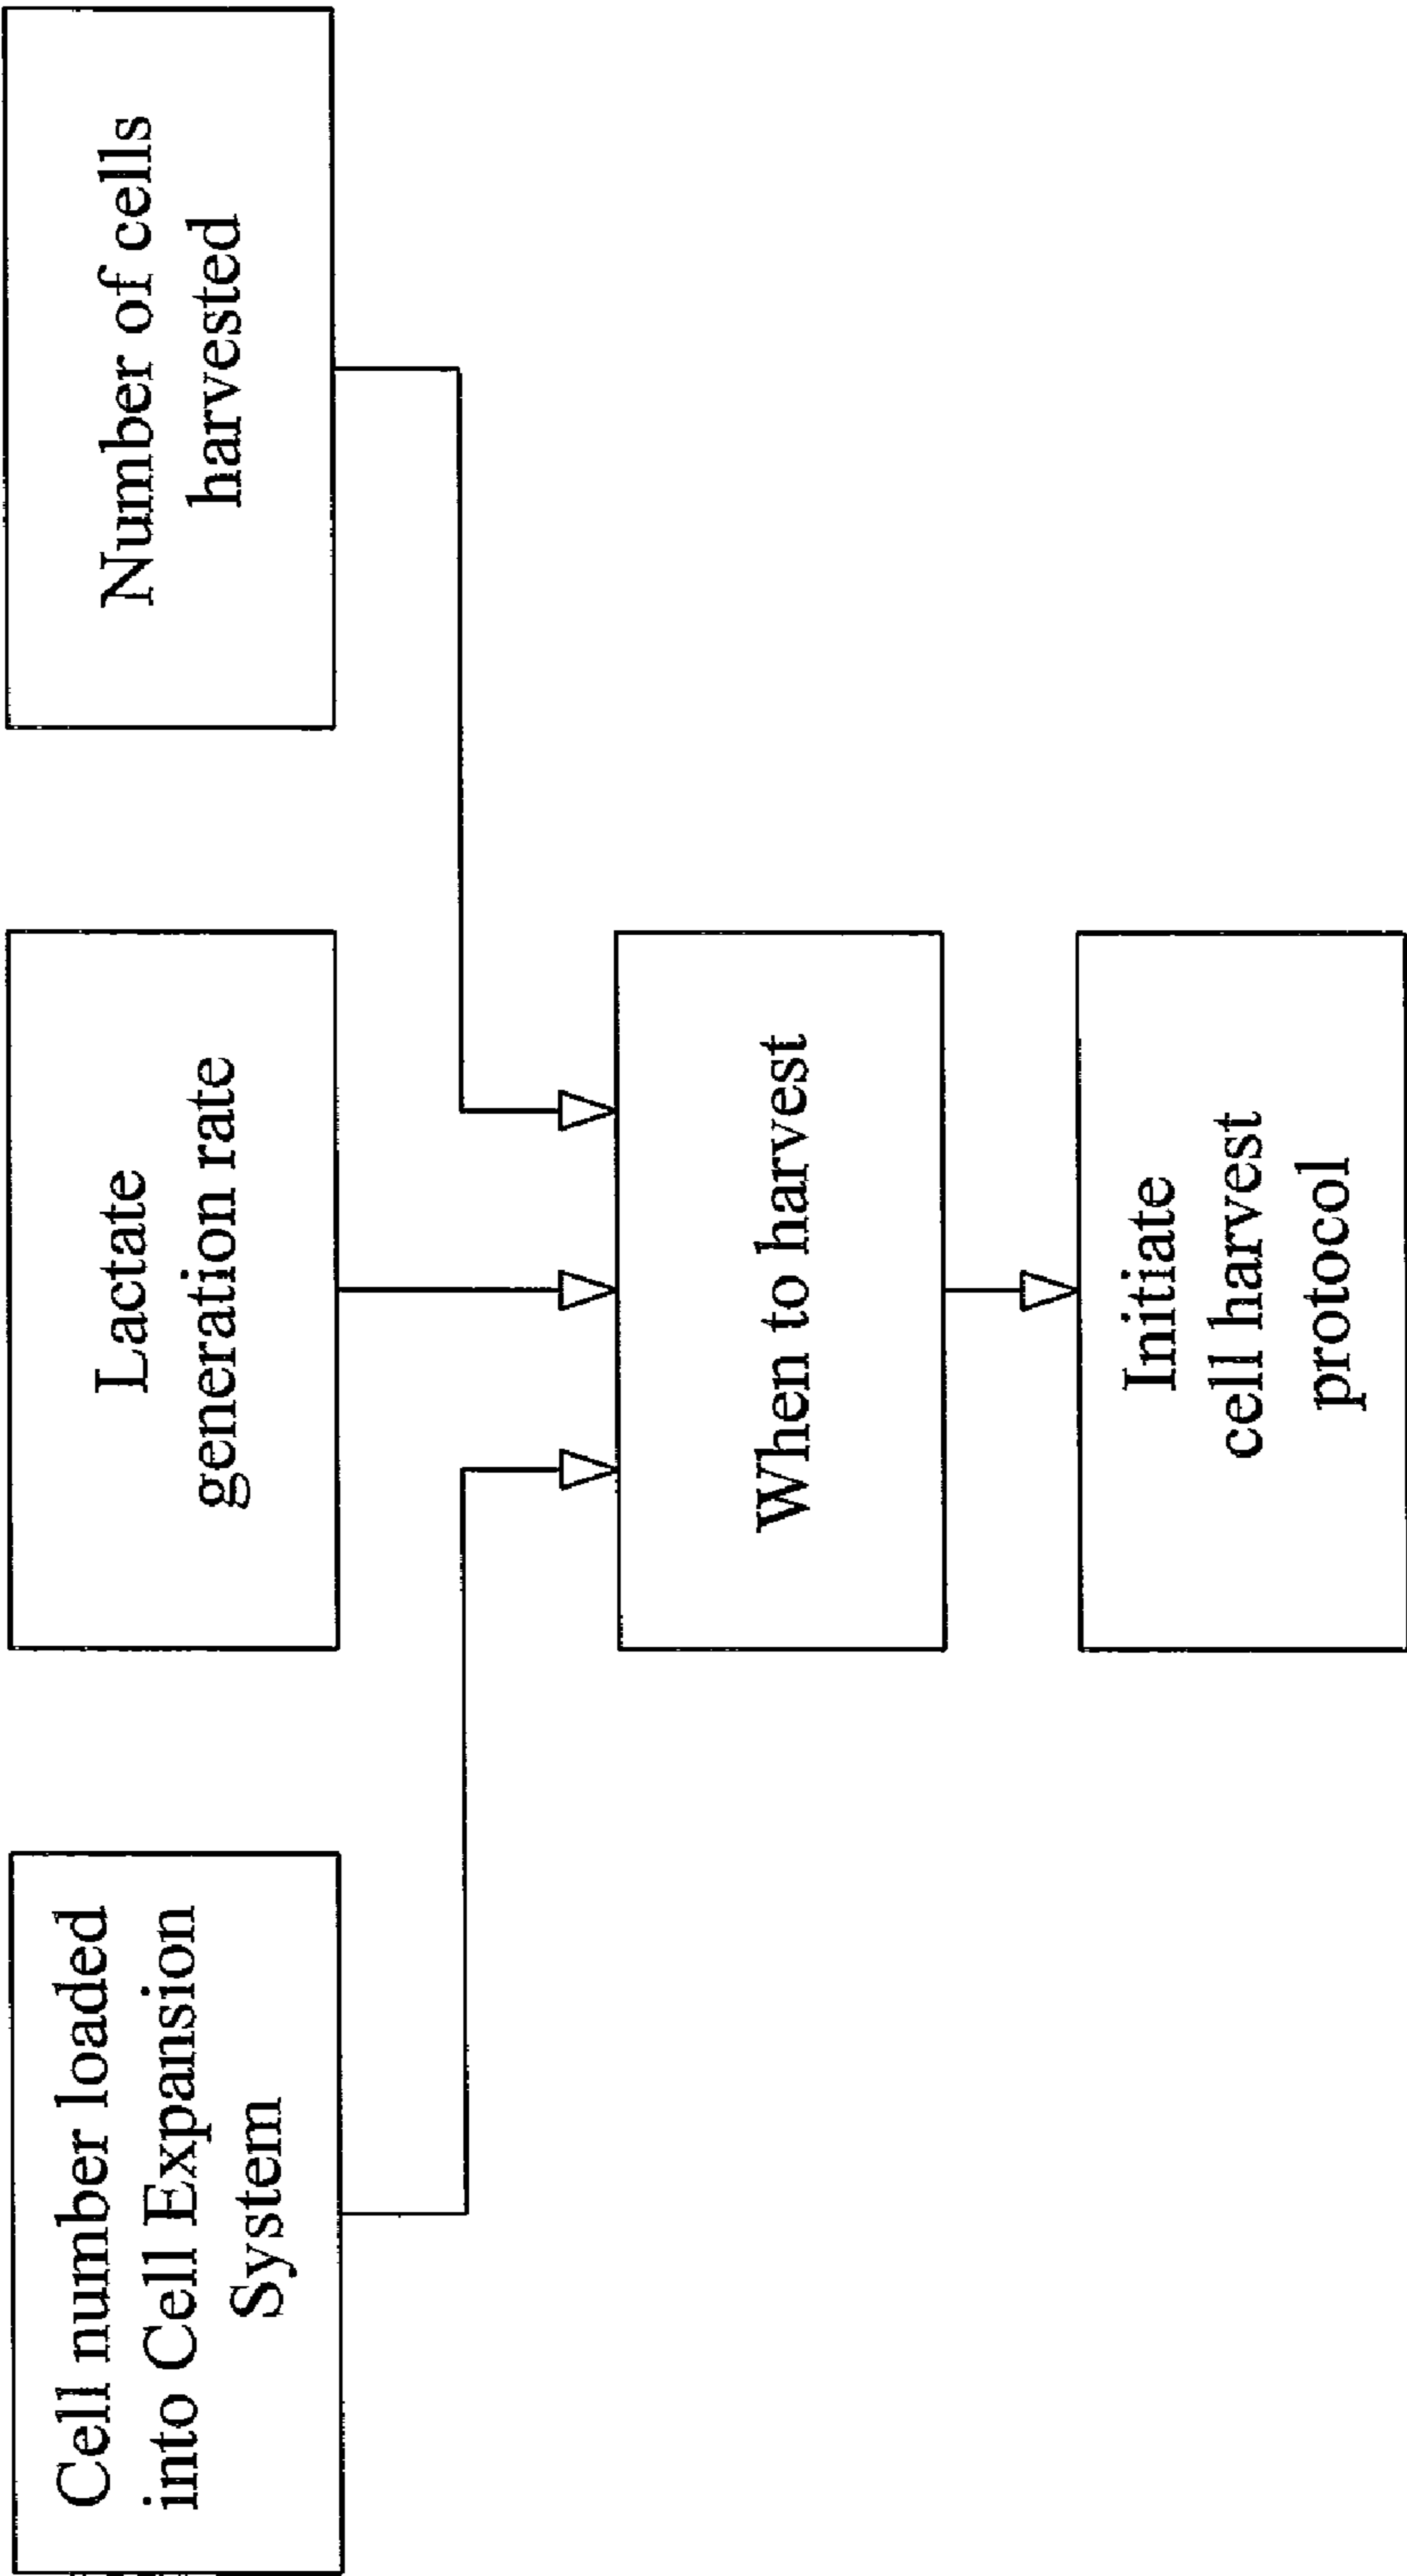 Cell number loaded
into Cell Expansion
System
Lactate
generation rate
Number of cells
harvested
When to harvest
Initiate
cell harvest
protocol